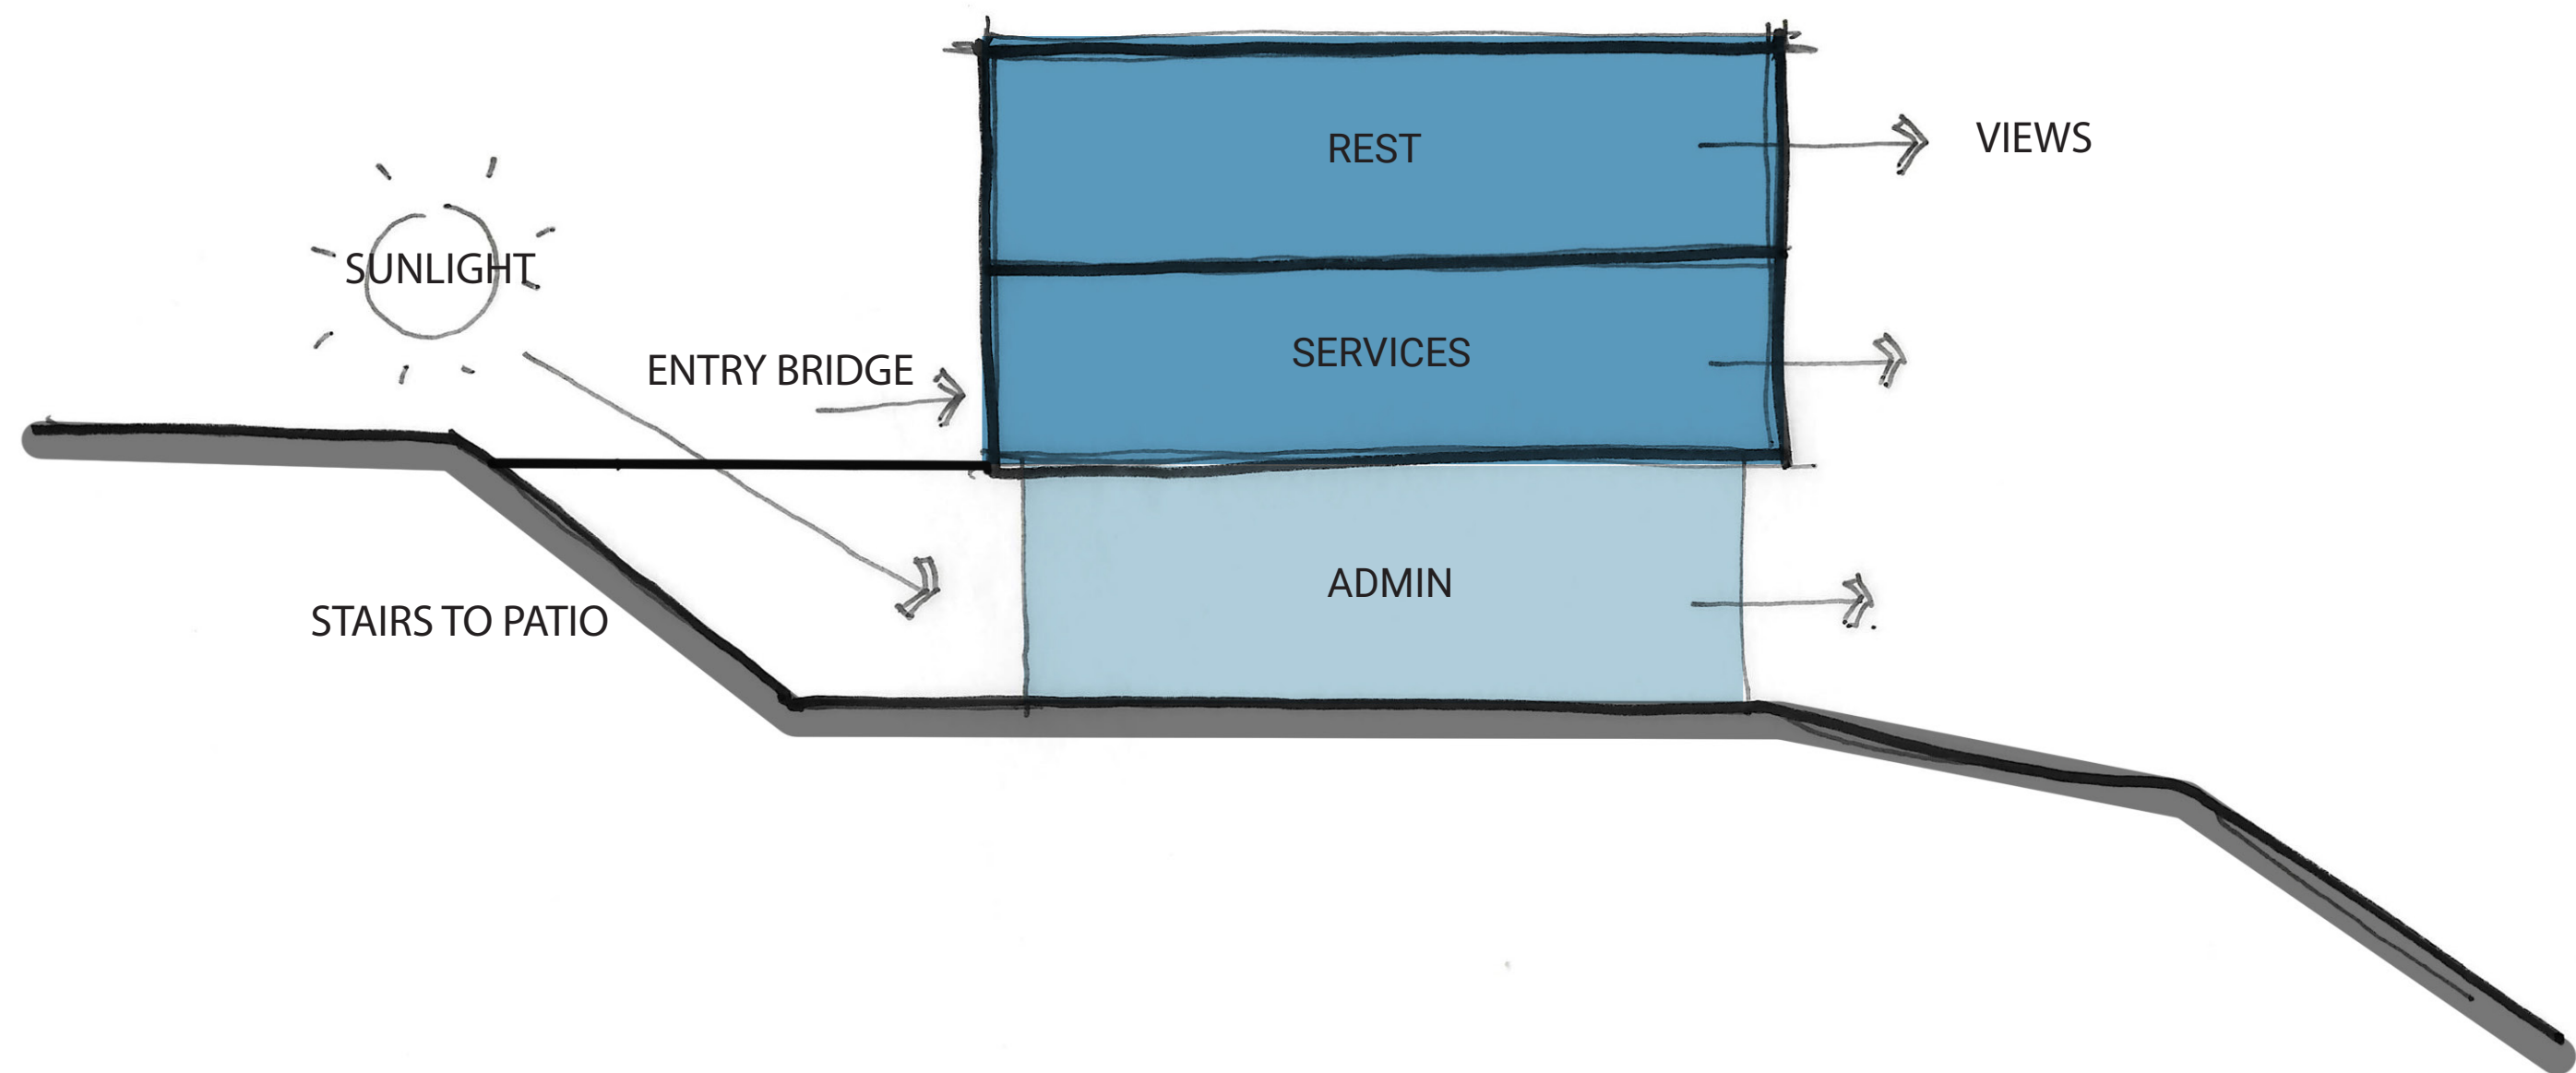 REST
VIEWS
SUNLIGHT
SERVICES
ENTRY BRIDGE
ADMIN
STAIRS TO PATIO